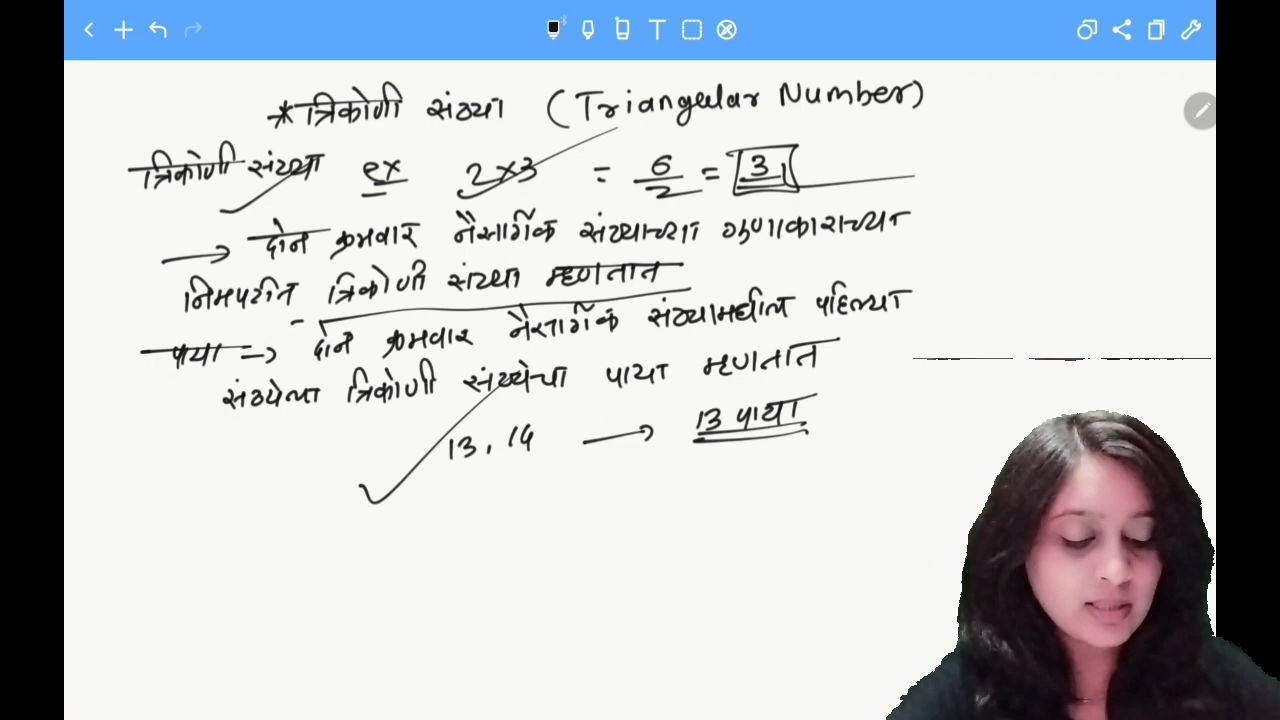 * त्रिकोणी संख्या (Triangular Number)
त्रिकोणी संख्या ex 2×3 = 6/2 = 3
→ दोन क्रमवार नैसर्गिक संख्याच्या गुणाकाराच्या
निमपटीत त्रिकोणी संख्या म्हणतात
पाया → दोन क्रमवार नैसर्गिक संख्यामधील पहिल्या
संख्येला त्रिकोणी संख्येचा पाया म्हणतात
13, 14 → 13 पाया